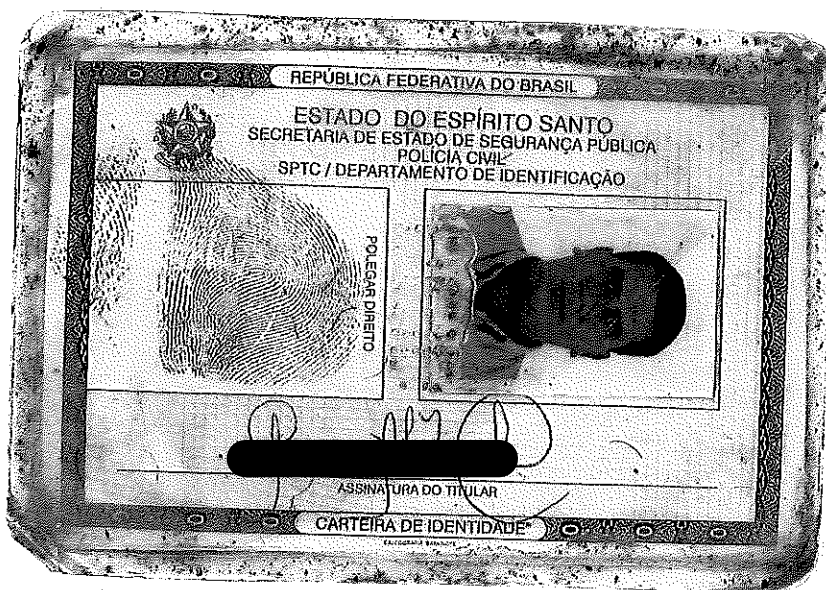 REPÚBLICA FEDERATIVA DO BRASIL
ESTADO DO ESPÍRITO SANTO
SECRETARIA DE ESTADO DE SEGURANÇA PÚBLICA
POLÍCIA CIVIL
SPTC / DEPARTAMENTO DE IDENTIFICAÇÃO
POLEGAR DIREITO
ASSINATURA DO TITULAR
CARTEIRA DE IDENTIDADE